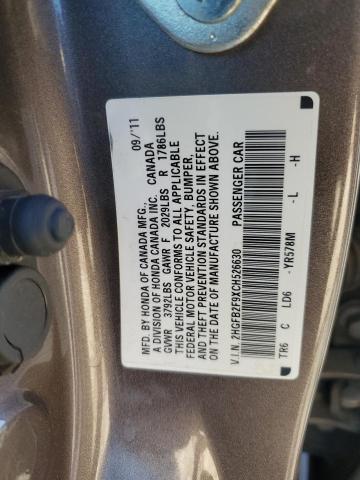 MFD. BY HONDA OF CANADA MFG., 09/'11
A DIVISION OF HONDA CANADA INC. CANADA
GVWR 3792LBS GAWR F 2029LBS R 1786LBS
THIS VEHICLE CONFORMS TO ALL APPLICABLE
FEDERAL MOTOR VEHICLE SAFETY, BUMPER,
AND THEFT PREVENTION STANDARDS IN EFFECT
ON THE DATE OF MANUFACTURE SHOWN ABOVE.
V.I.N. 2HGFB2F9XCH526630 PASSENGER CAR
TR6 C LD6 -YR578M -L -H